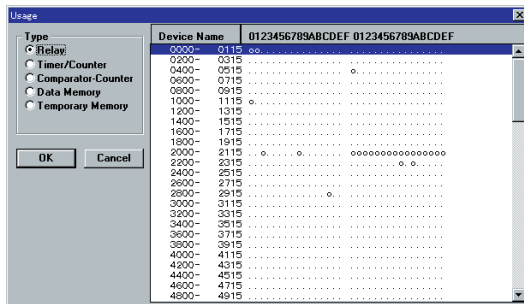 Usage
Type
Relay
Timer/Counter
Comparator-Counter
Data Memory
Temporary Memory
OK Cancel
Device Name 0123456789ABCDEF 0123456789ABCDEF
0000- 0115 oo.............. ................
0200- 0315 ................ ................
0400- 0515 ................ o...............
0600- 0715 ................ ................
0800- 0915 ................ ................
1000- 1115 o............... ................
1200- 1315 ................ ................
1400- 1515 ................ ................
1600- 1715 ................ ................
1800- 1915 ................ ................
2000- 2115 ..o.....o....... oooooooooooooooo
2200- 2315 ................ ........o.o.....
2400- 2515 ................ ................
2600- 2715 ................ ................
2800- 2915 .............o.. ................
3000- 3115 ................ ................
3200- 3315 ................ ................
3400- 3515 ................ ................
3600- 3715 ................ ................
3800- 3915 ................ ................
4000- 4115 ................ ................
4200- 4315 ................ ................
4400- 4515 ................ ................
4600- 4715 ................ ................
4800- 4915 ................ ................